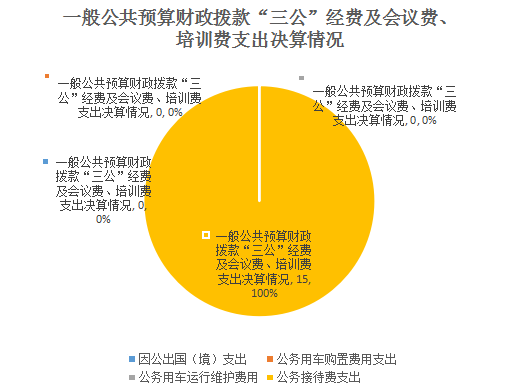 一般公共预算财政拨款“三公”经费及会议费、
培训费支出决算情况
一般公共预算财政拨款“三
公”经费及会议费、培训费
支出决算情况, 0, 0%
一般公共预算财政拨款“三
公”经费及会议费、培训费
支出决算情况, 0, 0%
一般公共预算财政
拨款“三公”经费
及会议费、培训费
支出决算情况, 0,
0%
一般公共预算财政
拨款“三公”经费
及会议费、培训费
支出决算情况, 15,
100%
因公出国（境）支出
公务用车购置费用支出
公务用车运行维护费用
公务接待费支出